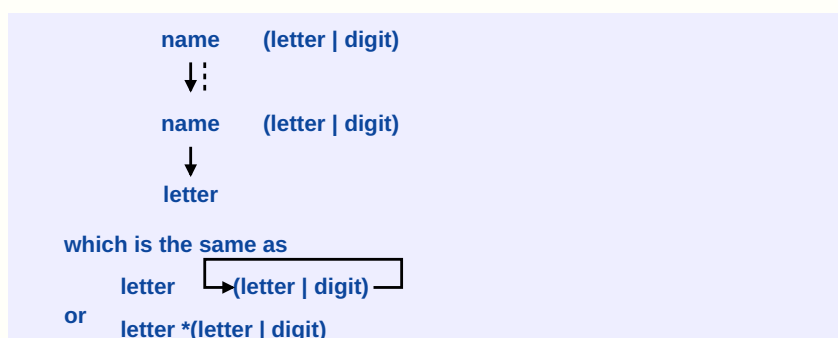 name (letter | digit)
name (letter | digit)
letter
which is the same as
letter (letter | digit)
or
letter *(letter | digit)